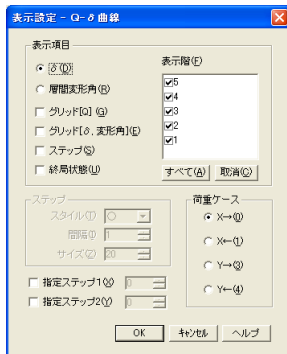 表示設定 - Q-δ 曲線
表示項目
δ(D)
層間変形角(R)
グリッド[Q] (G)
グリッド[δ, 変形角](E)
ステップ(S)
終局状態(U)
表示階(F)
5
4
3
2
1
すべて(A) 取消(C)
ステップ
スタイル(T) ○
間隔(I) 1
サイズ(Z) 20
荷重ケース
X→(0)
X←(1)
Y→(3)
Y←(4)
指定ステップ1(X) 0
指定ステップ2(Y) 0
OK キャンセル ヘルプ